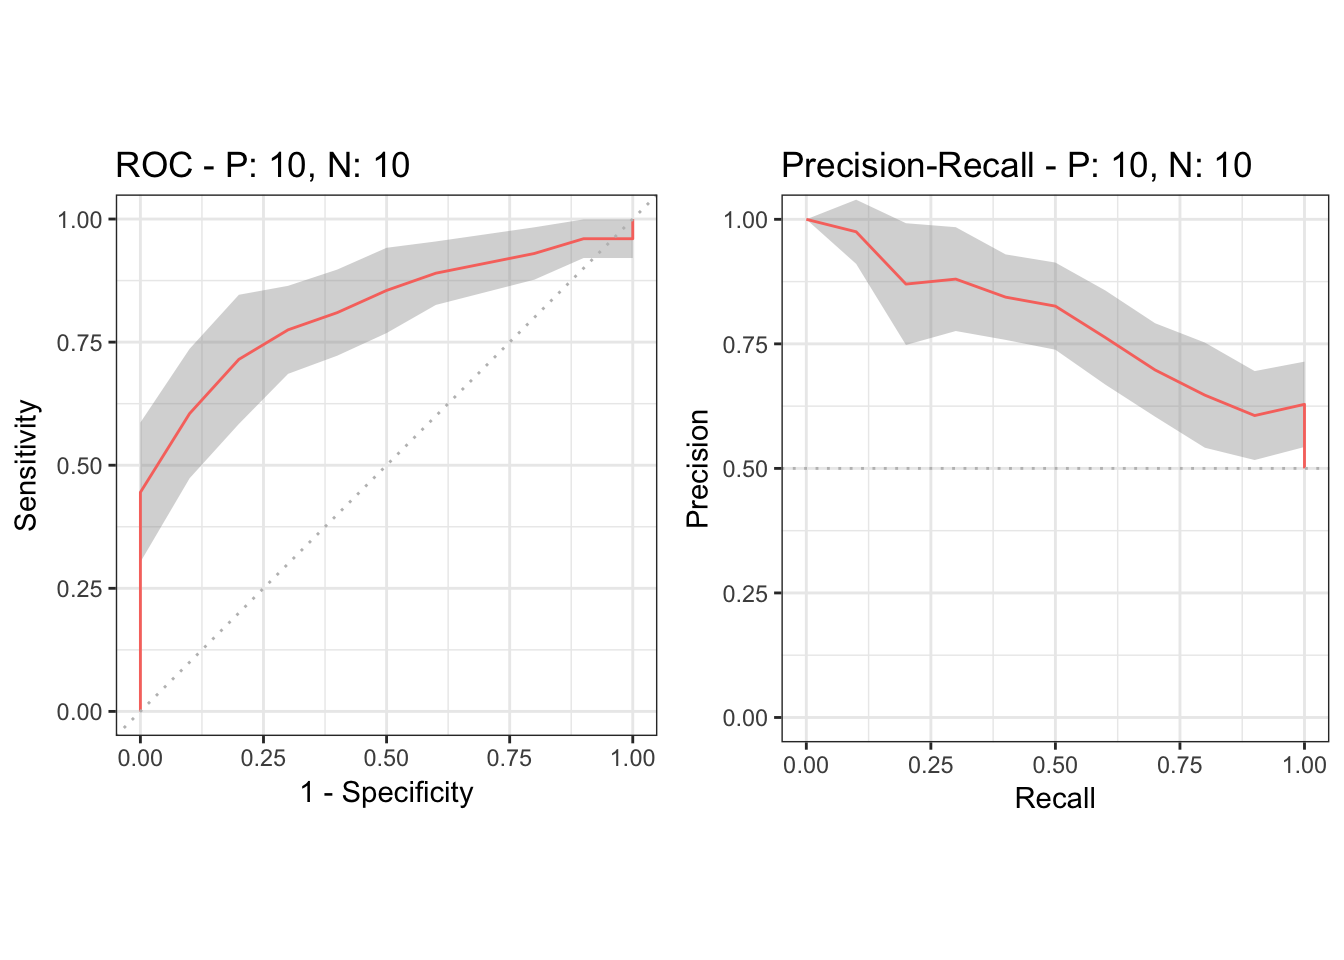 ROC - P: 10, N: 10
Sensitivity
1.00
0.75
0.50
0.25
0.00
0.00 0.25 0.50 0.75 1.00
1 - Specificity
Precision-Recall - P: 10, N: 10
Precision
1.00
0.75
0.50
0.25
0.00
0.00 0.25 0.50 0.75 1.00
Recall